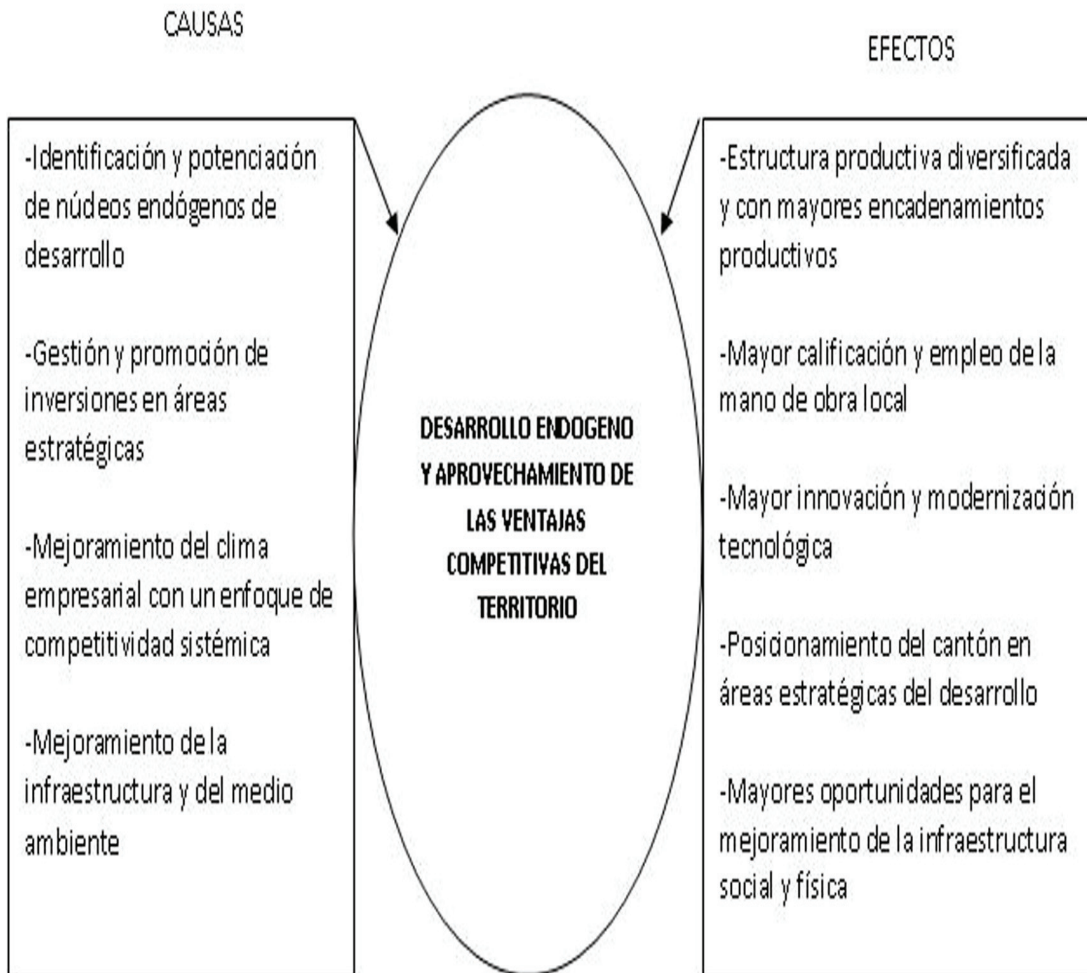 CAUSAS
-Identificación y potenciación
de núdeos endógenos de
desarrollo
-Gestión y promoción de
inversiones en áreas
estratégicas
-Mejoramiento del clima
empresarial con un enfoque de
competitividad sistémica
-Mejoramiento de la
infraestructura y del medio
ambiente
DESARROLLO ENDOGENO
Y APROVECHAMIENTO DE
LAS VENTAJAS
COMPETITIVAS DEL
TERRITORIO
EFECTOS
-Estructura productiva diversificada
y con mayores encadenamientos
productivos
-Mayor calificación y empleo de la
mano de obra local
-Mayor innovación y modernización
tecnológica
-Posicionamiento del cantón en
áreas estratégicas del desarrollo
-Mayores oportunidades para el
mejoramiento de la infraestructura
social y física